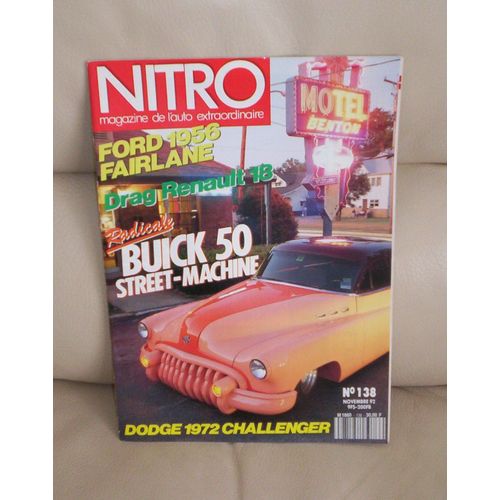 NITRO
magazine de l'auto extraordinaire
FORD 1956
FAIRLANE
Drag Renault 18
Radicale
BUICK 50
STREET-MACHINE
MOTEL
BENTON
N° 138
NOVEMBRE 92
DODGE 1972 CHALLENGER